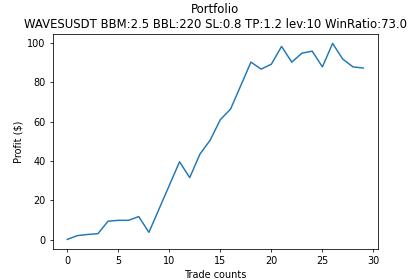 Portfolio
WAVESUSDT BBM:2.5 BBL:220 SL:0.8 TP:1.2 lev:10 WinRatio:73.0
100
80
60
40
20
0
Profit ($)
0 5 10 15 20 25 30
Trade counts